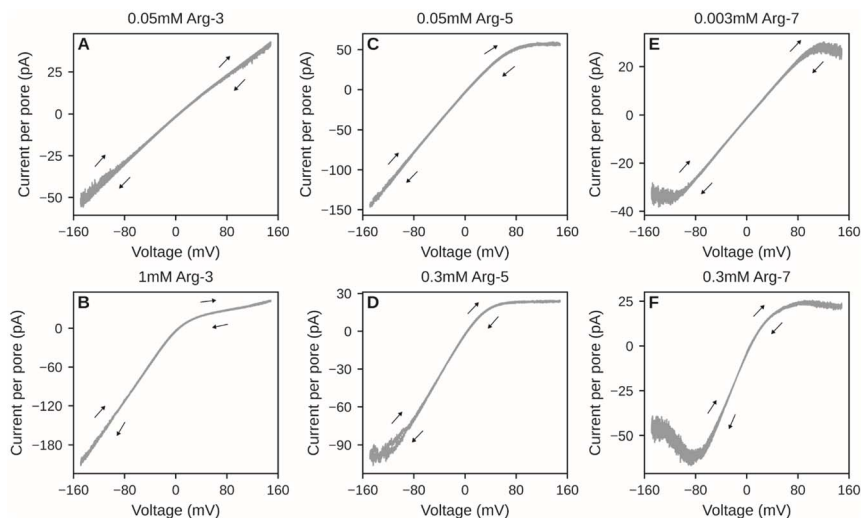 0.05mM Arg-3
A
Current per pore (pA)
25
0
−25
−50
−160 −80 0 80 160
Voltage (mV)
0.05mM Arg-5
C
Current per pore (pA)
50
0
−50
−100
−150
−160 −80 0 80 160
Voltage (mV)
0.003mM Arg-7
E
Current per pore (pA)
20
0
−20
−40
−160 −80 0 80 160
Voltage (mV)
1mM Arg-3
B
Current per pore (pA)
0
−60
−120
−180
−160 −80 0 80 160
Voltage (mV)
0.3mM Arg-5
D
Current per pore (pA)
30
0
−30
−60
−90
−160 −80 0 80 160
Voltage (mV)
0.3mM Arg-7
F
Current per pore (pA)
25
0
−25
−50
−160 −80 0 80 160
Voltage (mV)